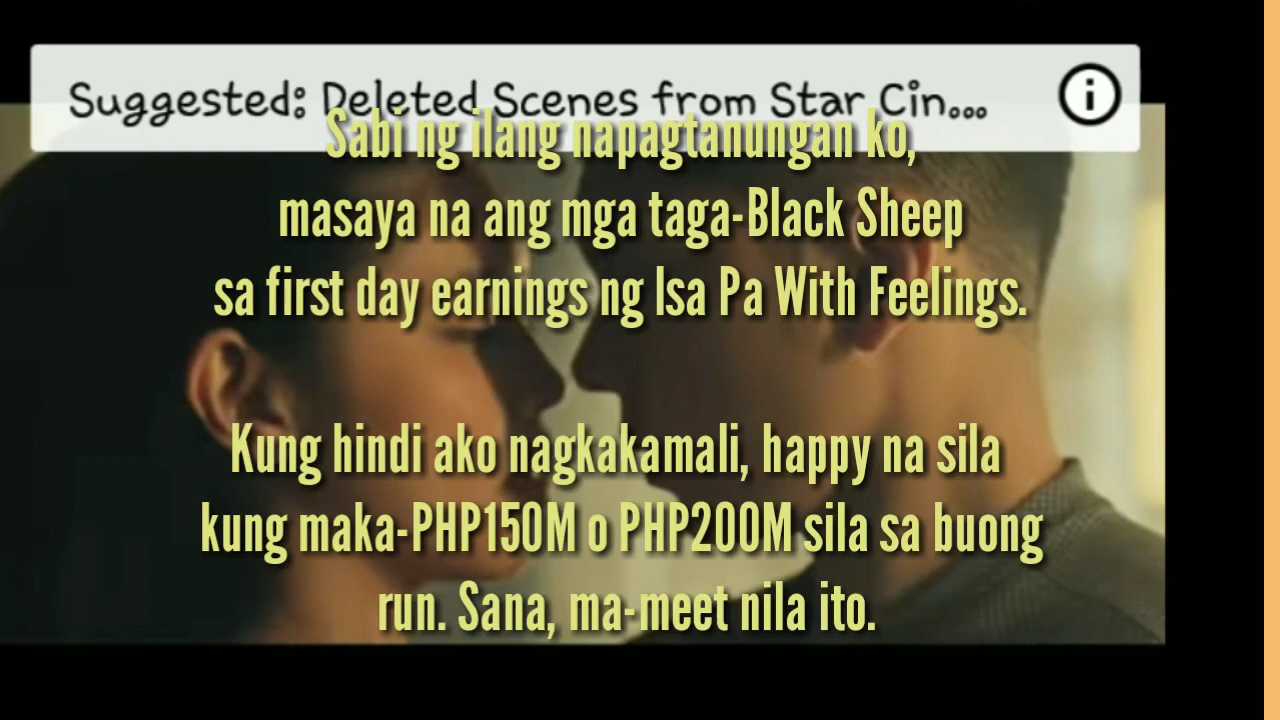 Suggested: Deleted Scenes from Star Cin...
Sabi ng ilang napagtanungan ko,
masaya na ang mga taga-Black Sheep
sa first day earnings ng Isa Pa With Feelings.
Kung hindi ako nagkakamali, happy na sila
kung maka-PHP150M o PHP200M sila sa buong
run. Sana, ma-meet nila ito.